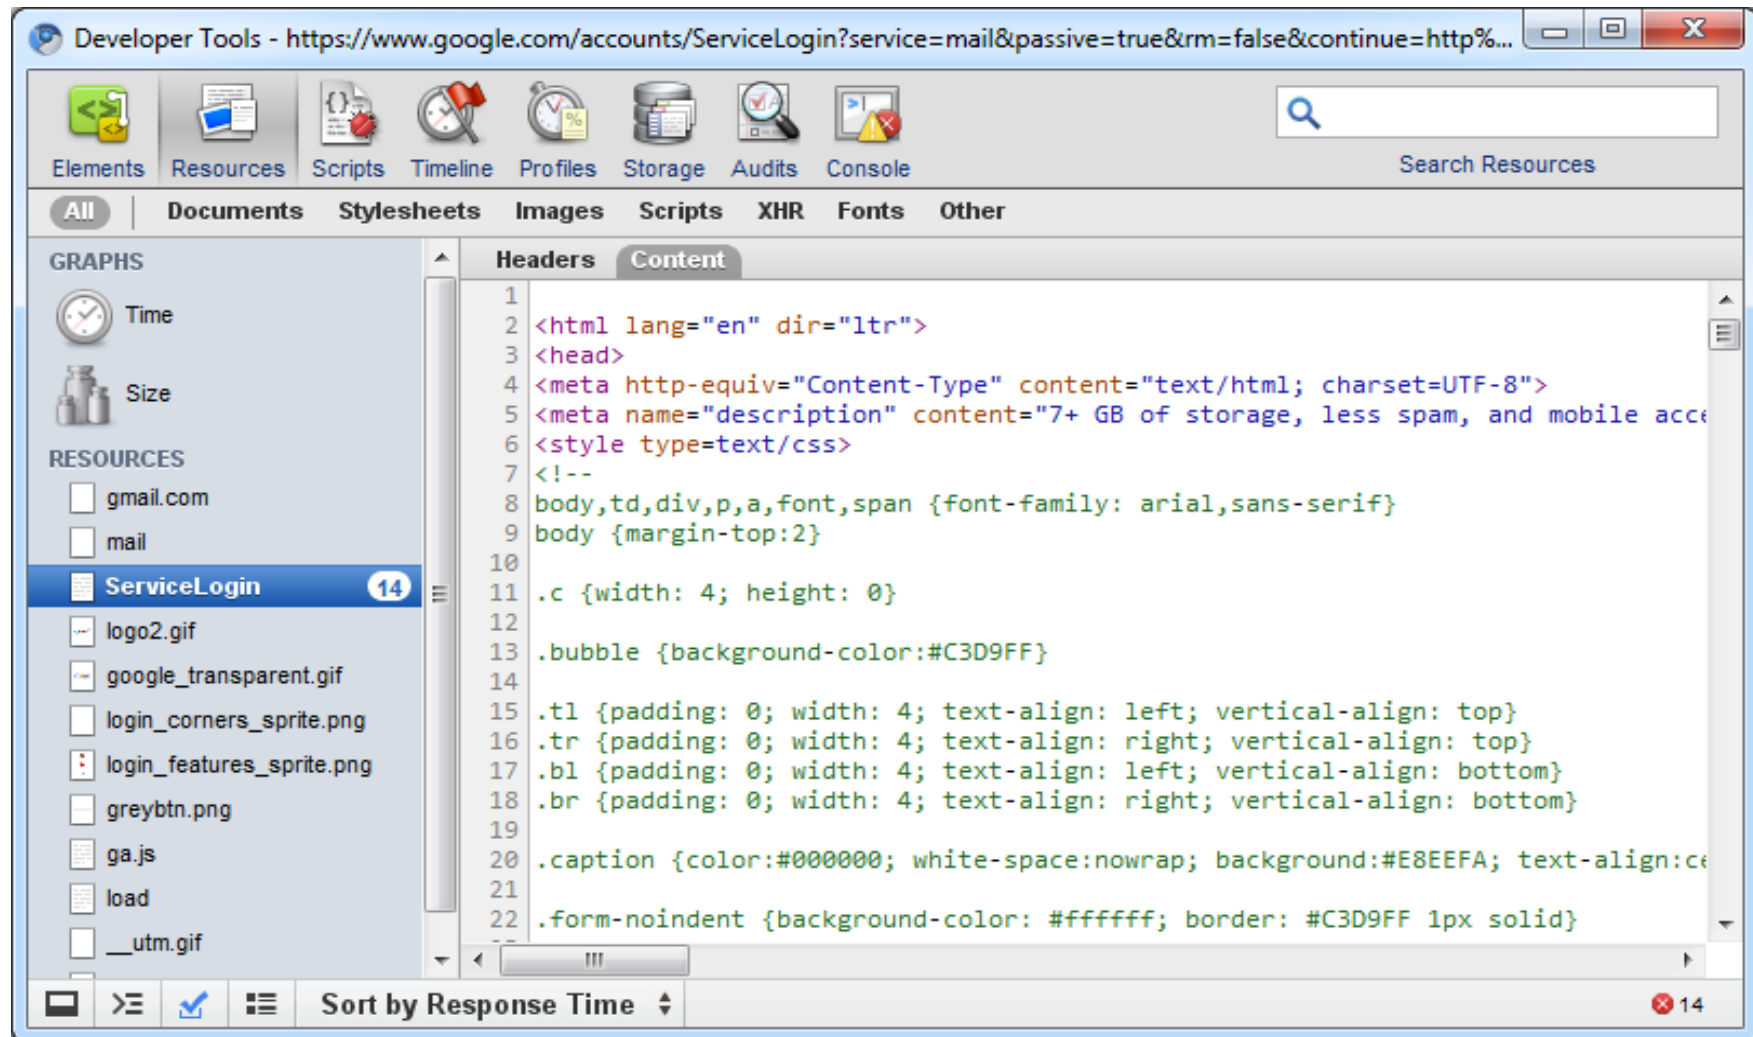 Developer Tools - https://www.google.com/accounts/ServiceLogin?service=mail&passive=true&rm=false&continue=http%...
Elements Resources Scripts Timeline Profiles Storage Audits Console
Search Resources
All Documents Stylesheets Images Scripts XHR Fonts Other
GRAPHS
Time
Size
RESOURCES
gmail.com
mail
ServiceLogin 14
logo2.gif
google_transparent.gif
login_corners_sprite.png
login_features_sprite.png
greybtn.png
ga.js
load
__utm.gif
Headers Content
1
2 <html lang="en" dir="ltr">
3 <head>
4 <meta http-equiv="Content-Type" content="text/html; charset=UTF-8">
5 <meta name="description" content="7+ GB of storage, less spam, and mobile acce
6 <style type=text/css>
7 <!--
8 body,td,div,p,a,font,span {font-family: arial,sans-serif}
9 body {margin-top:2}
10
11 .c {width: 4; height: 0}
12
13 .bubble {background-color:#C3D9FF}
14
15 .tl {padding: 0; width: 4; text-align: left; vertical-align: top}
16 .tr {padding: 0; width: 4; text-align: right; vertical-align: top}
17 .bl {padding: 0; width: 4; text-align: left; vertical-align: bottom}
18 .br {padding: 0; width: 4; text-align: right; vertical-align: bottom}
19
20 .caption {color:#000000; white-space:nowrap; background:#E8EEFA; text-align:ce
21
22 .form-noindent {background-color: #ffffff; border: #C3D9FF 1px solid}
Sort by Response Time
14